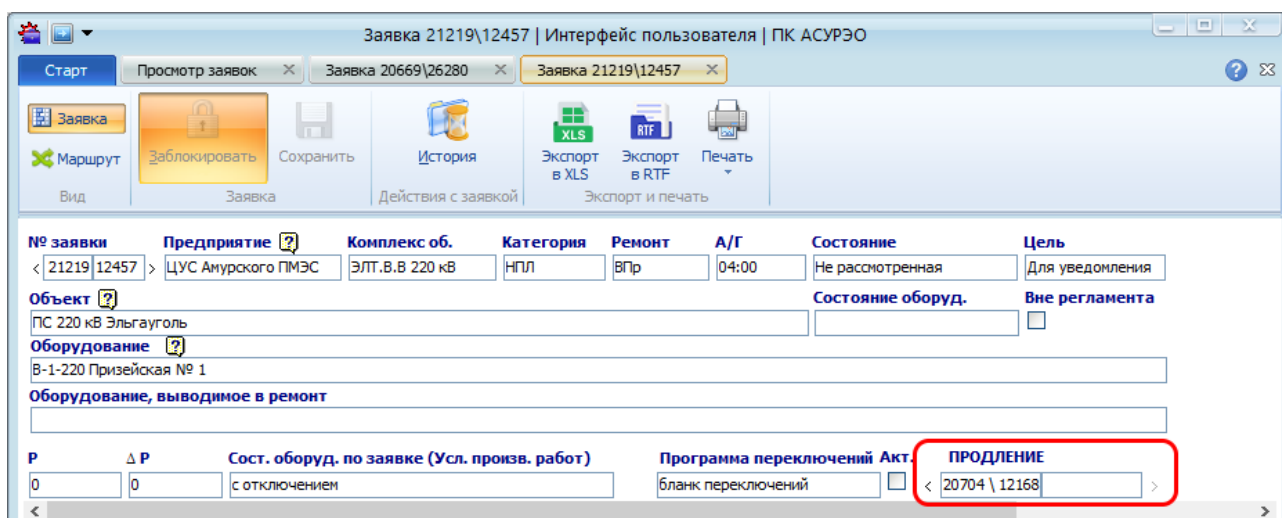 Заявка 21219\12457 | Интерфейс пользователя | ПК АСУРЭО
Старт Просмотр заявок Заявка 20669\26280 Заявка 21219\12457
Заявка Заблокировать Сохранить История Экспорт в XLS Экспорт в RTF Печать
Маршрут
Вид Заявка Действия с заявкой Экспорт и печать
№ заявки Предприятие ? Комплекс об. Категория Ремонт А/Г Состояние Цель
< 21219 12457 > ЦУС Амурского ПМЭС ЭЛТ.В.В 220 кВ НПЛ ВПр 04:00 Не рассмотренная Для уведомления
Объект ? Состояние оборуд. Вне регламента
ПС 220 кВ Эльгауголь
Оборудование ?
В-1-220 Призейская № 1
Оборудование, выводимое в ремонт
Р Δ Р Сост. оборуд. по заявке (Усл. произв. работ) Программа переключений Акт. ПРОДЛЕНИЕ
0 0 с отключением бланк переключений < 20704 \ 12168 >